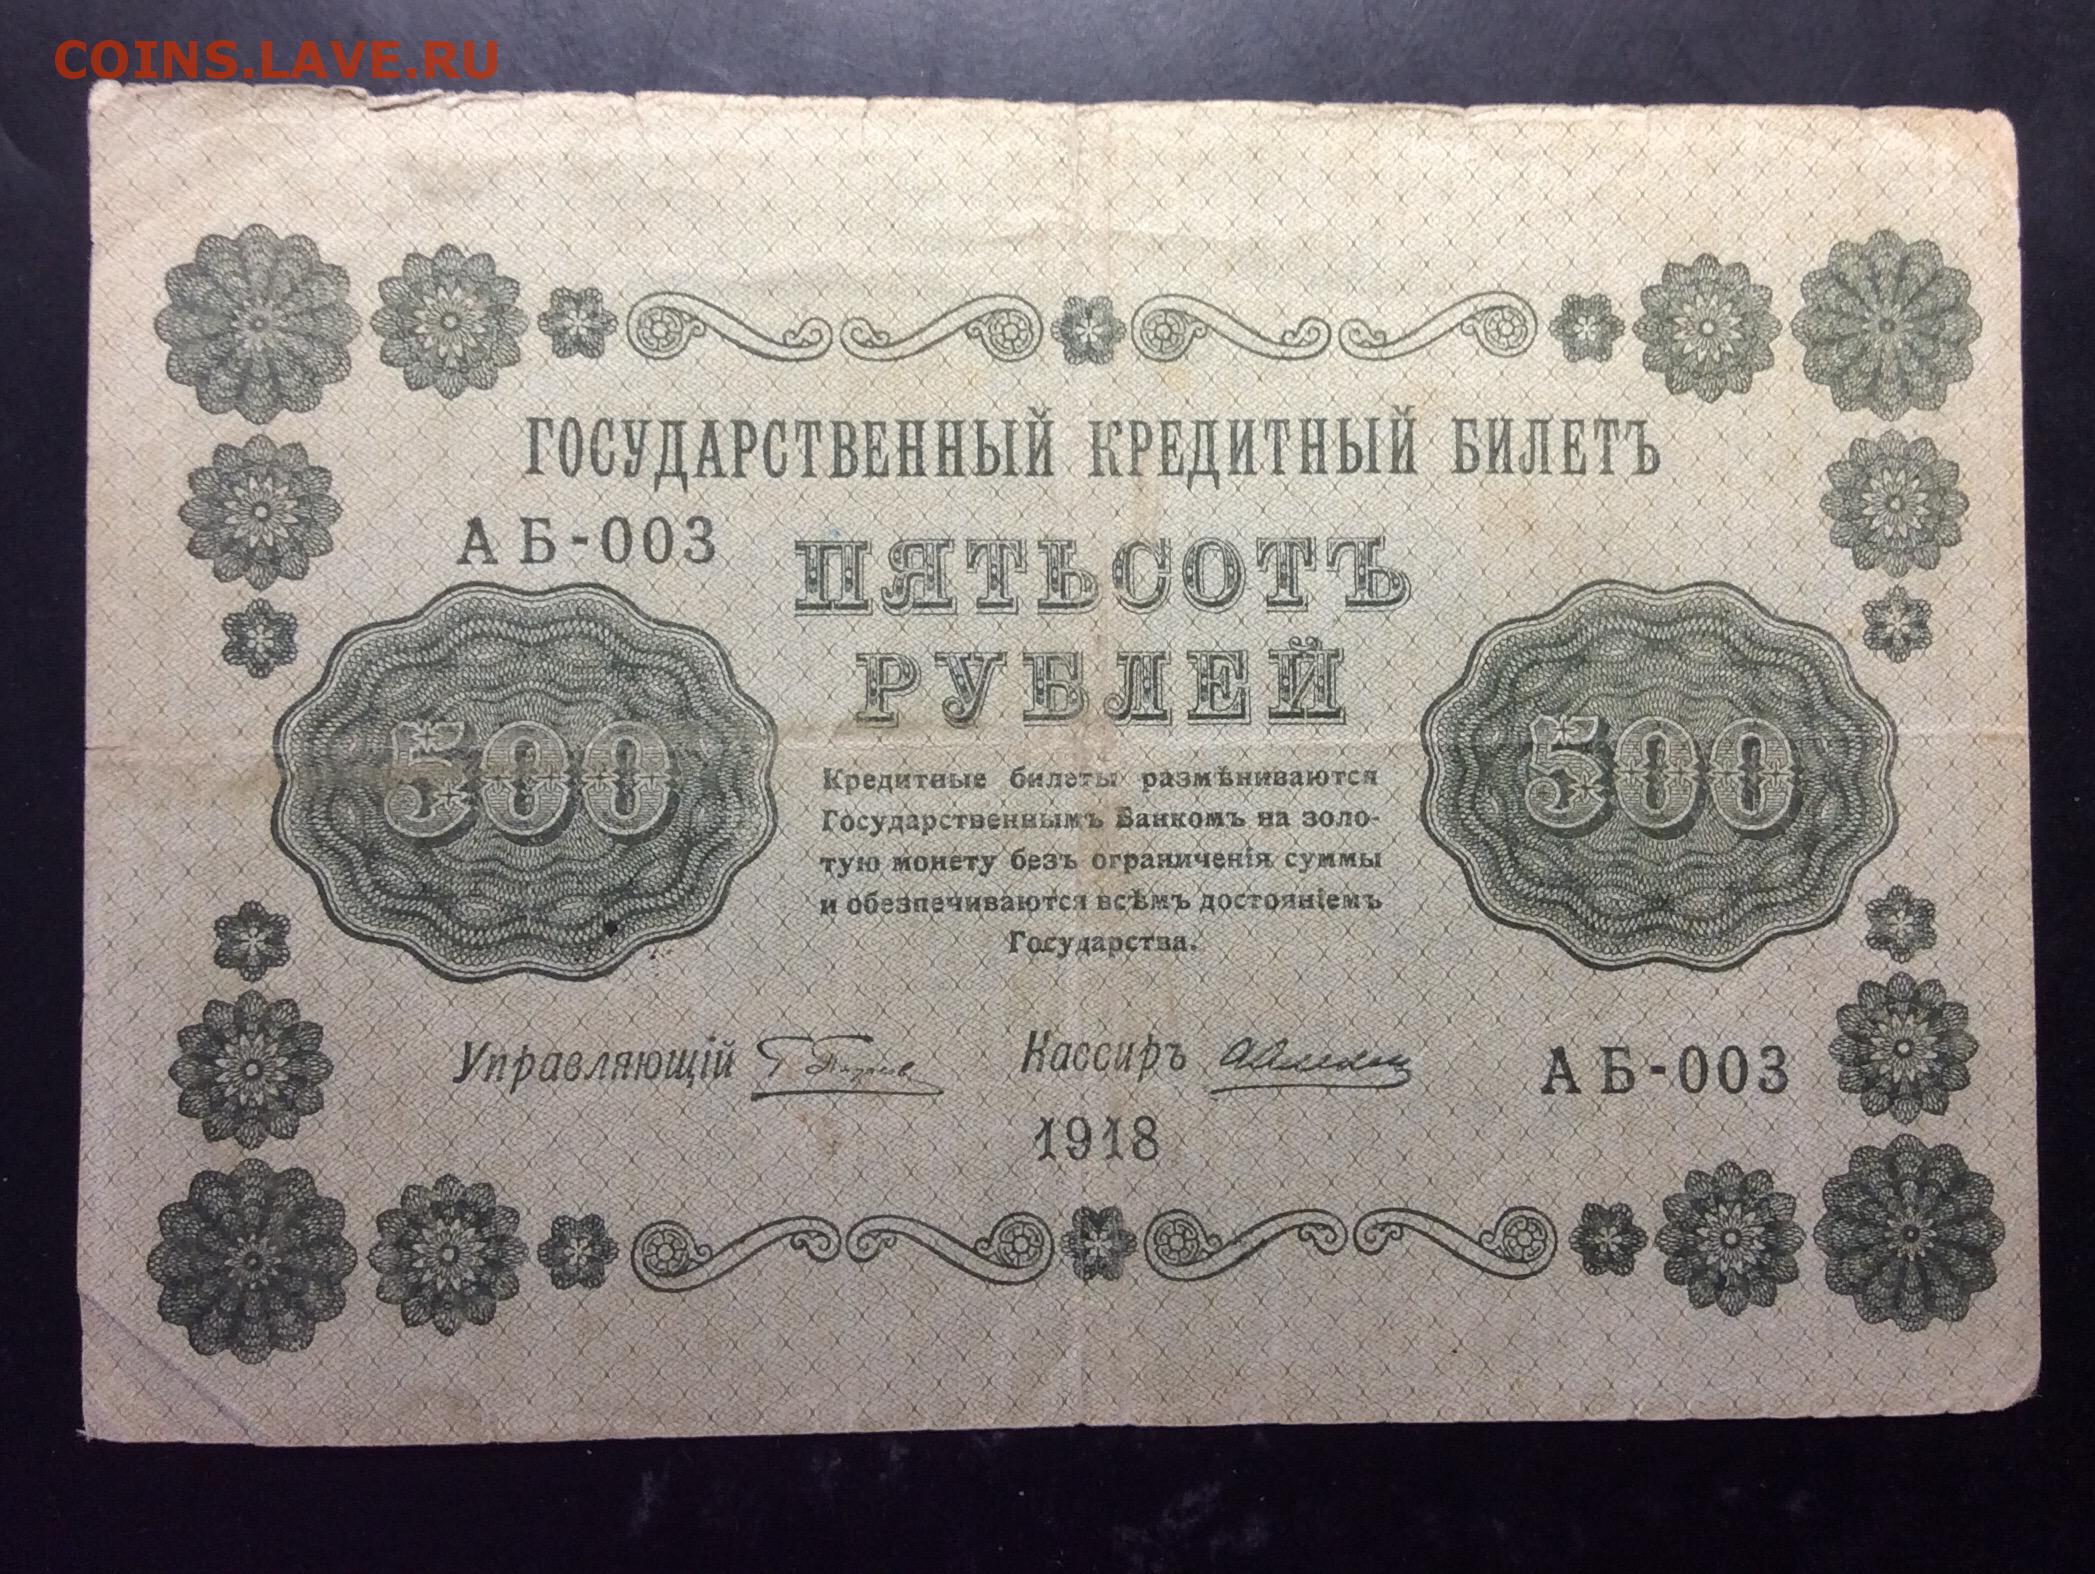 COINS.LAVE.RU
ГОСУДАРСТВЕННЫЙ КРЕДИТНЫЙ БИЛЕТЪ
АБ-003
ПЯТЬСОТЪ
РУБЛЕЙ
500
500
Кредитные билеты размѣниваются
Государственнымъ Банкомъ на золо-
тую монету безъ ограниченія суммы
и обезпечиваются всѣмъ достояніемъ
Государства.
Управляющій
Кассиръ
АБ-003
1918